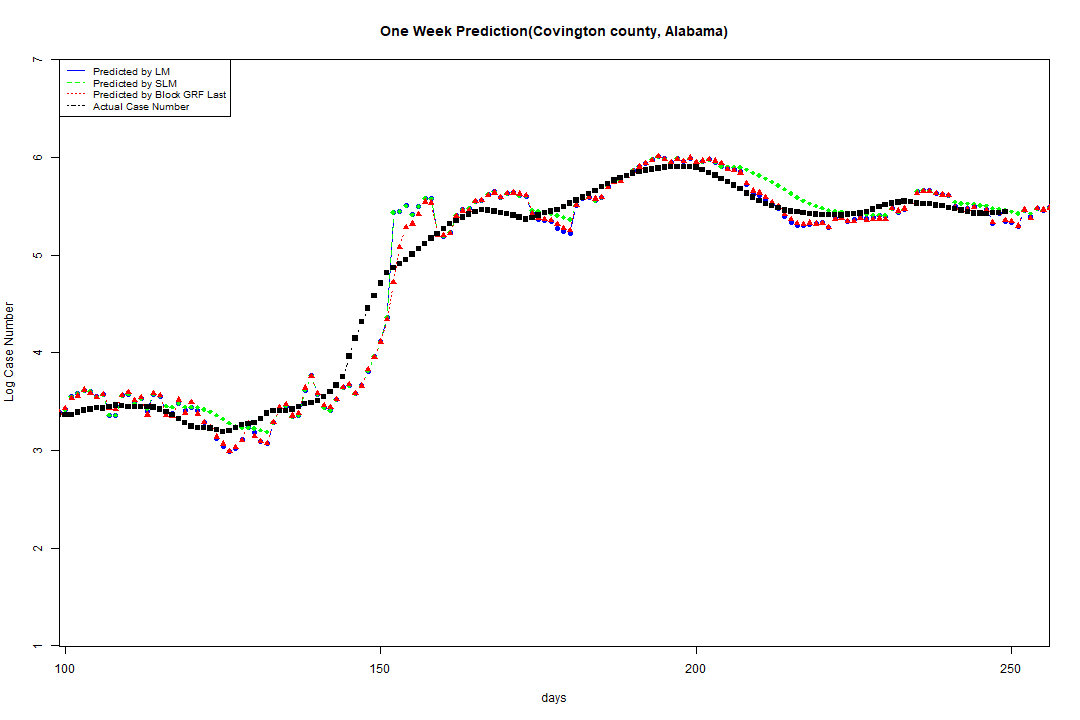 One Week Prediction(Covington county, Alabama)
Predicted by LM
Predicted by SLM
Predicted by Block GRF Last
Actual Case Number
7
6
5
4
3
2
1
Log Case Number
100 150 200 250
days